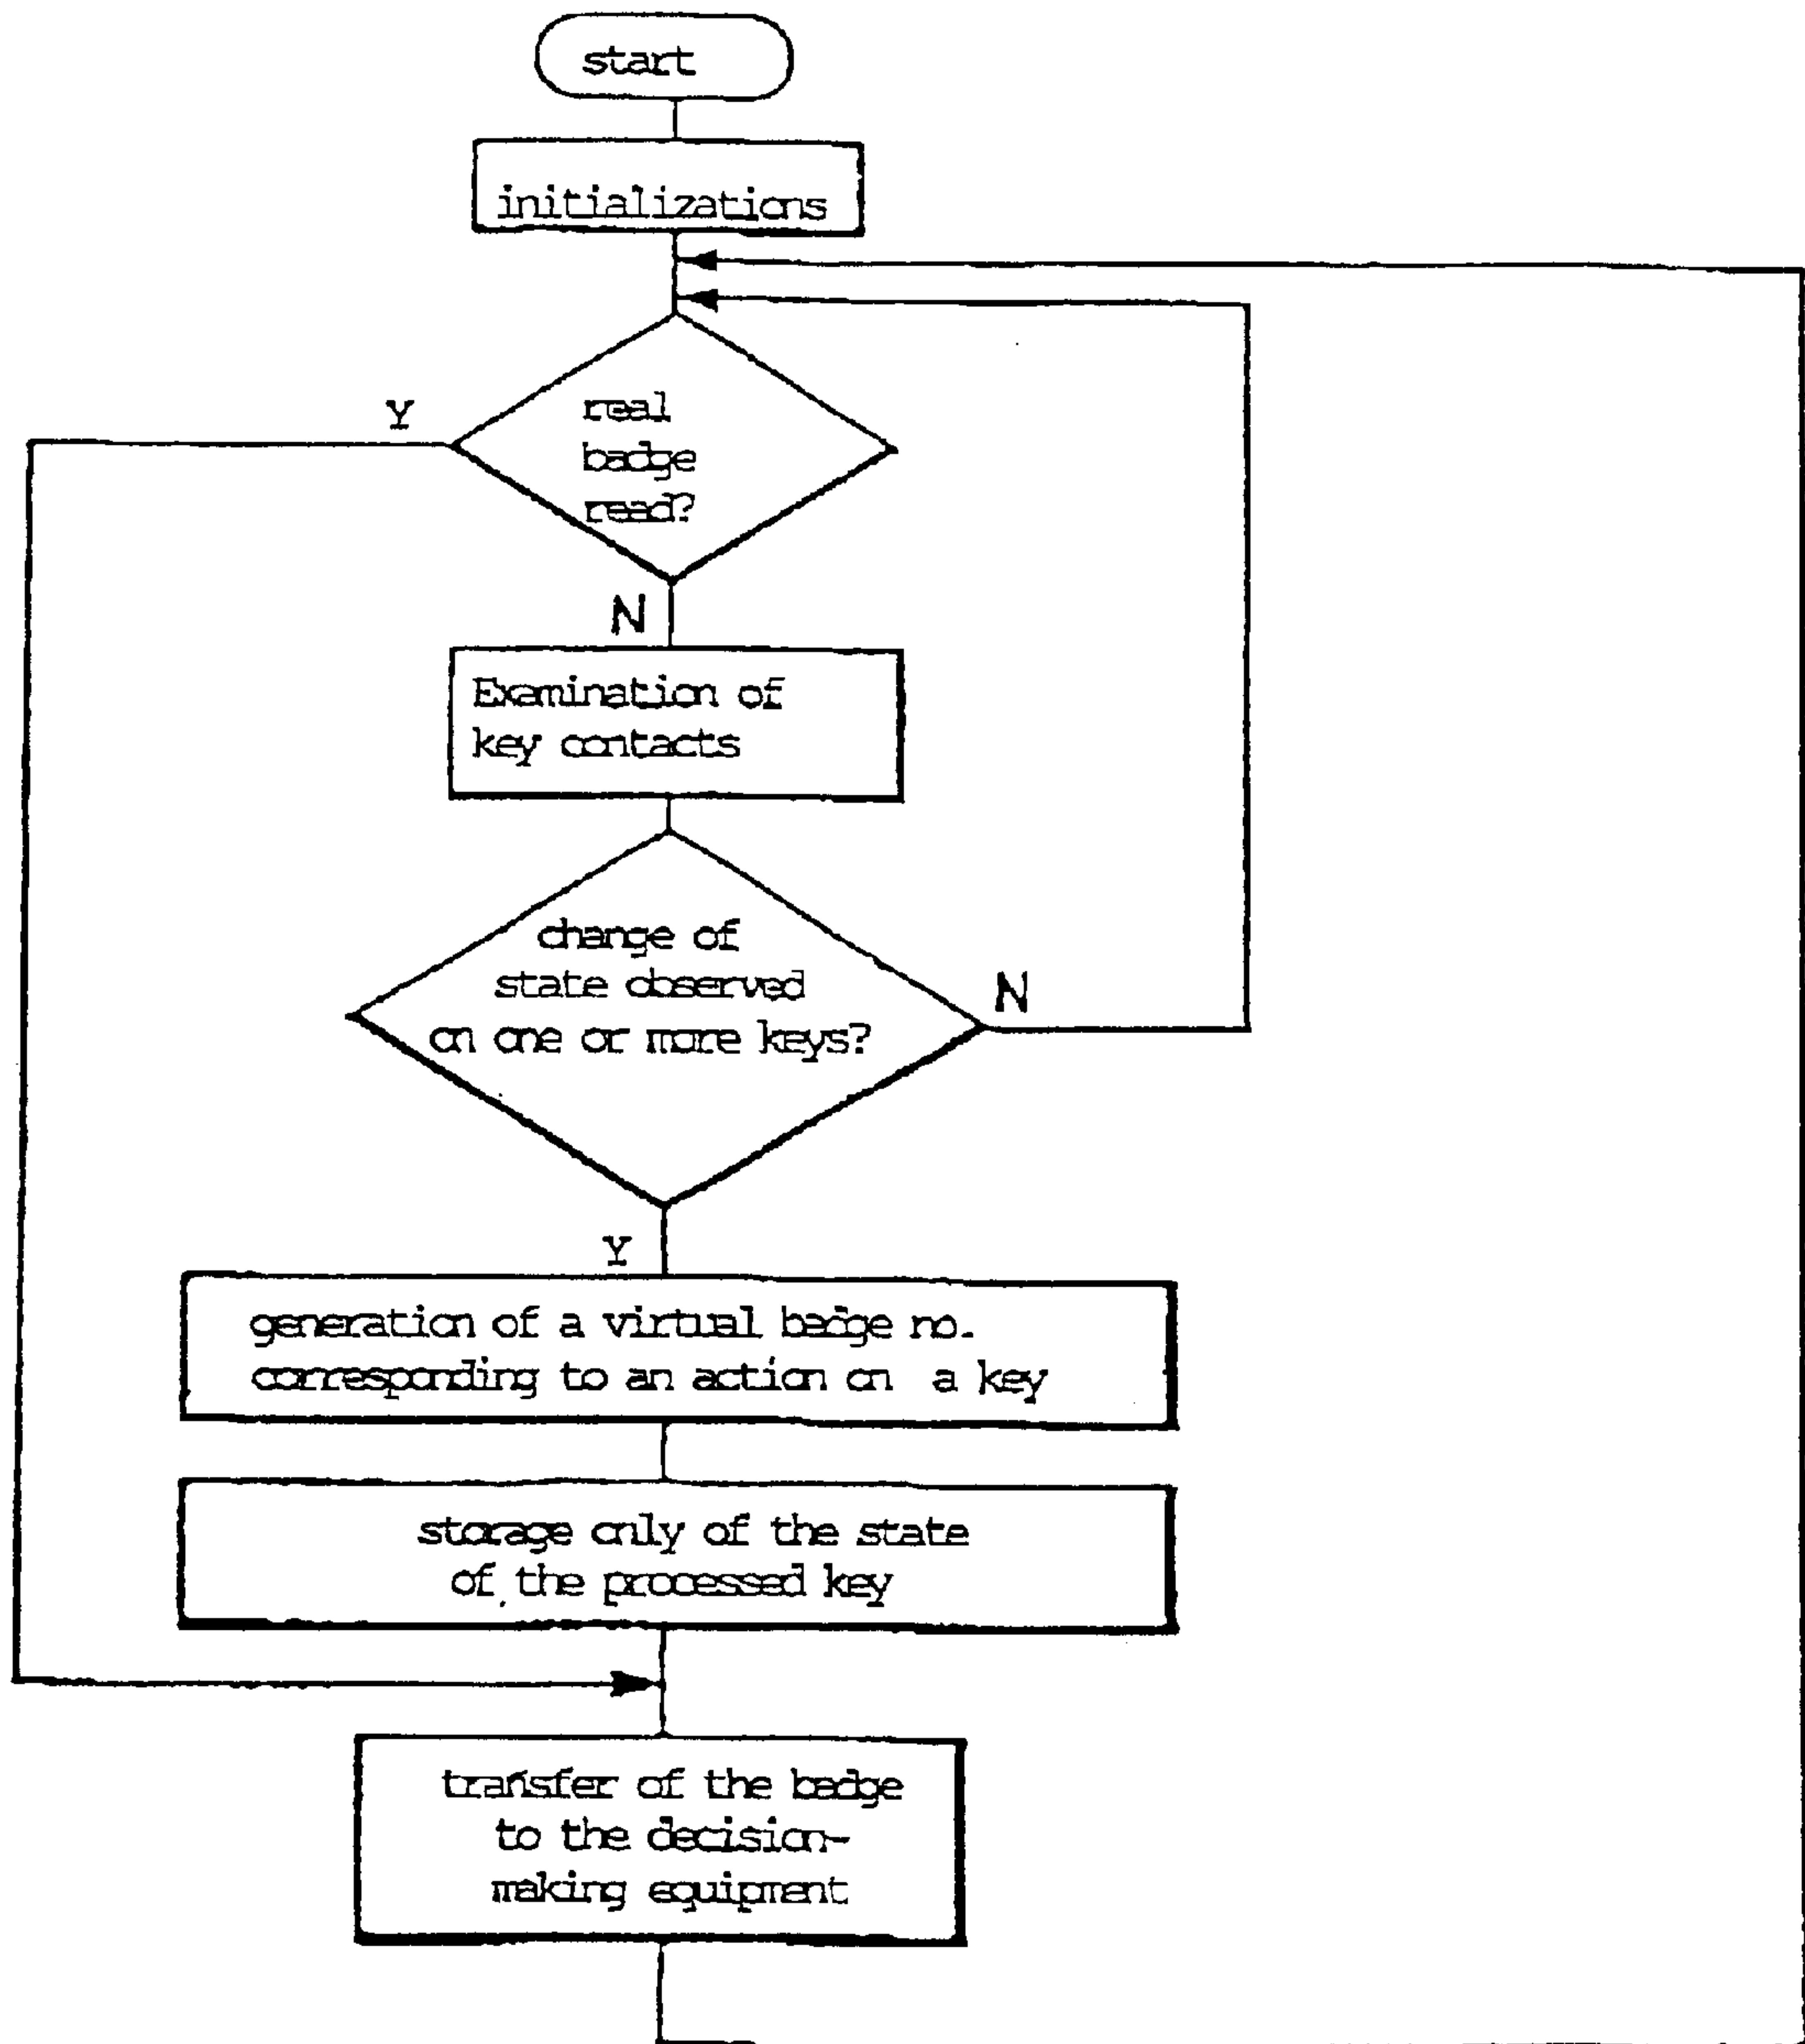 start
initializations
Y
real
badge
read?
N
Examination of
key contacts
change of
state observed
on one or more keys?
N
Y
generation of a virtual badge no.
corresponding to an action on a key
storage only of the state
of the processed key
transfer of the badge
to the decision-
making equipment